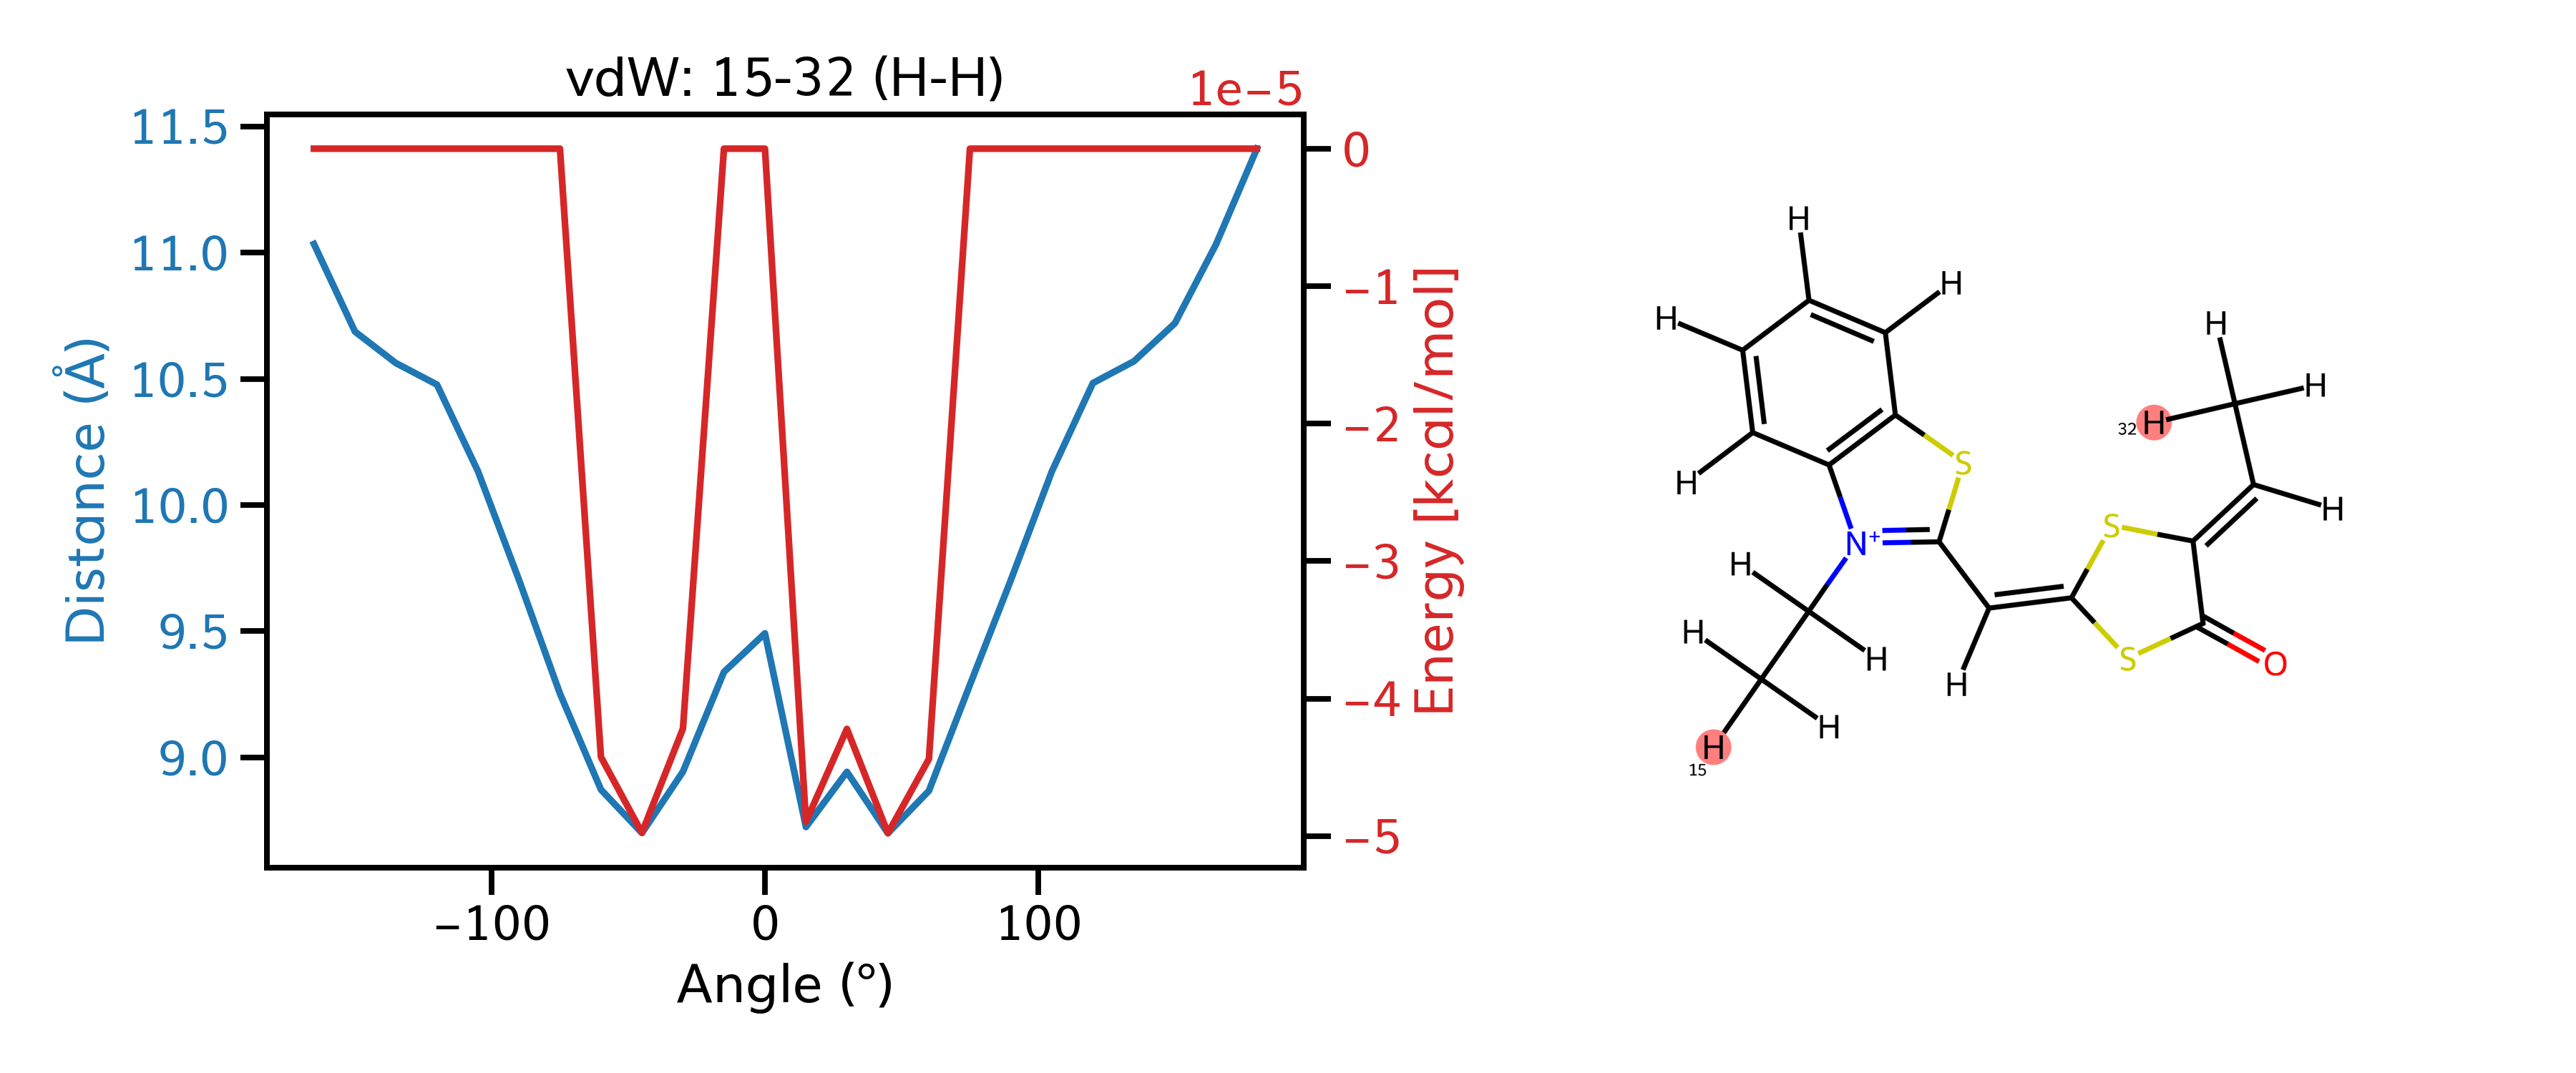 vdW: 15-32 (H-H)
1e−5
11.5
11.0
10.5
10.0
9.5
9.0
Distance (Å)
0
−1
−2
−3
−4
−5
Energy [kcal/mol]
−100
0
100
Angle (°)
H
H
H
H
H
H
32 H
S
H
S
H
N+
H
H
H
S
O
H
H
H
15